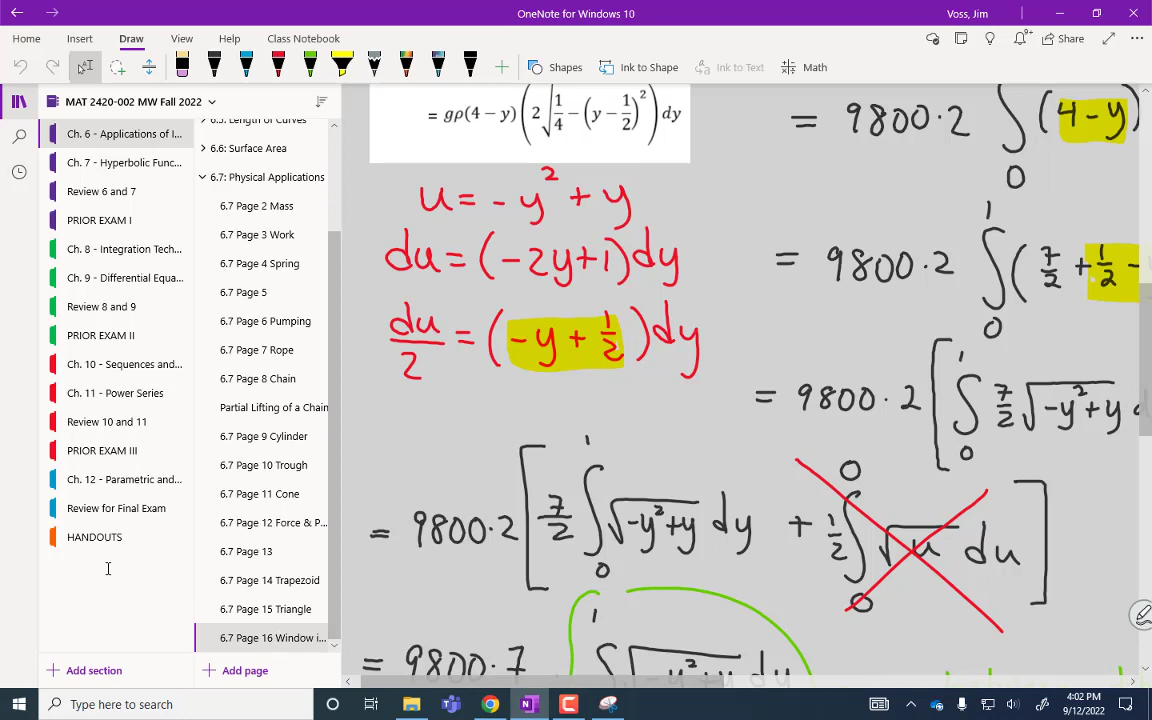 OneNote for Windows 10
Voss, Jim
Home Insert Draw View Help Class Notebook
Share
Shapes Ink to Shape Ink to Text Math
MAT 2420-002 MW Fall 2022
Ch. 6 - Applications of I...
Ch. 7 - Hyperbolic Func...
Review 6 and 7
PRIOR EXAM I
Ch. 8 - Integration Tech...
Ch. 9 - Differential Equa...
Review 8 and 9
PRIOR EXAM II
Ch. 10 - Sequences and...
Ch. 11 - Power Series
Review 10 and 11
PRIOR EXAM III
Ch. 12 - Parametric and...
Review for Final Exam
HANDOUTS
Add section
6.5: Length of Curves
6.6: Surface Area
6.7: Physical Applications
6.7 Page 2 Mass
6.7 Page 3 Work
6.7 Page 4 Spring
6.7 Page 5
6.7 Page 6 Pumping
6.7 Page 7 Rope
6.7 Page 8 Chain
Partial Lifting of a Chain
6.7 Page 9 Cylinder
6.7 Page 10 Trough
6.7 Page 11 Cone
6.7 Page 12 Force & P...
6.7 Page 13
6.7 Page 14 Trapezoid
6.7 Page 15 Triangle
6.7 Page 16 Window i...
Add page
= gρ(4 − y)(2√(1/4 − (y − 1/2)²))dy
u = -y² + y
du = (-2y+1)dy
du/2 = (-y + 1/2)dy
= 9800·2 ∫₀ (4-y)
= 9800·2 ∫₀¹ (7/2 + 1/2 -
= 9800·2 [∫₀¹ 7/2 √(-y²+y)
= 9800·2 [7/2 ∫₀¹ √(-y²+y) dy + 1/2 ∫₀⁰ √u du]
= 9800·7 ∫¹ √(-y²+y) dy
Type here to search
4:02 PM
9/12/2022